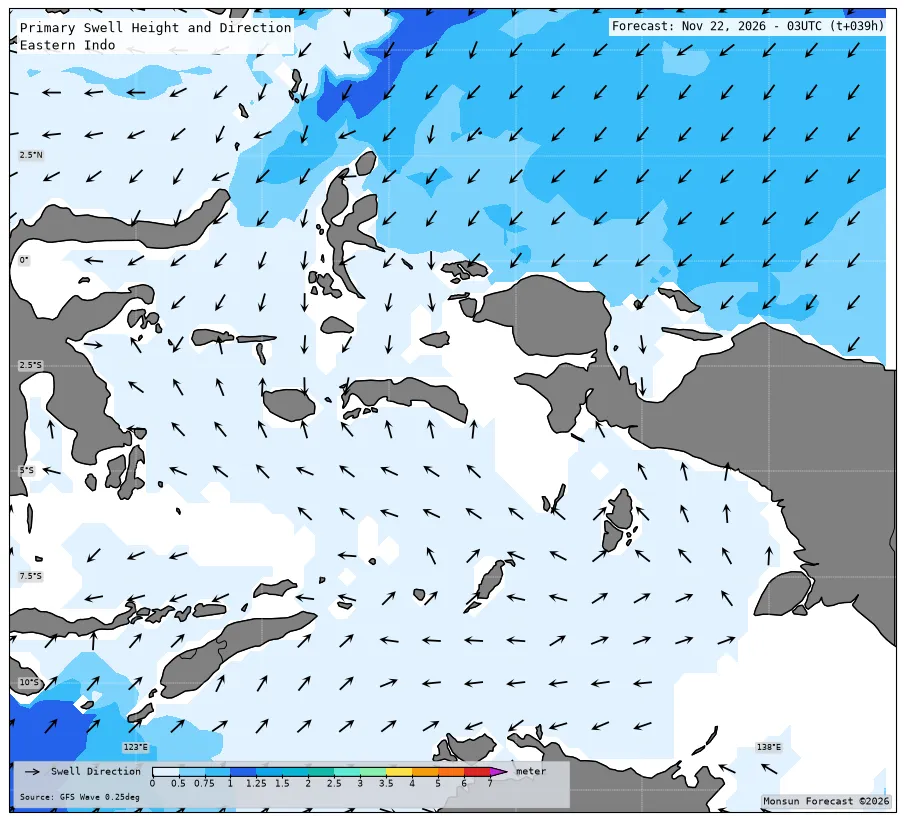 Primary Swell Height and Direction
Eastern Indo
Forecast: Nov 22, 2026 - 03UTC (t+039h)
2.5°N
0°
2.5°S
5°S
7.5°S
10°S
123°E
138°E
Swell Direction
0 0.5 0.75 1 1.25 1.5 2 2.5 3 3.5 4 5 6 7
meter
Source: GFS Wave 0.25deg
Monsun Forecast ©2026